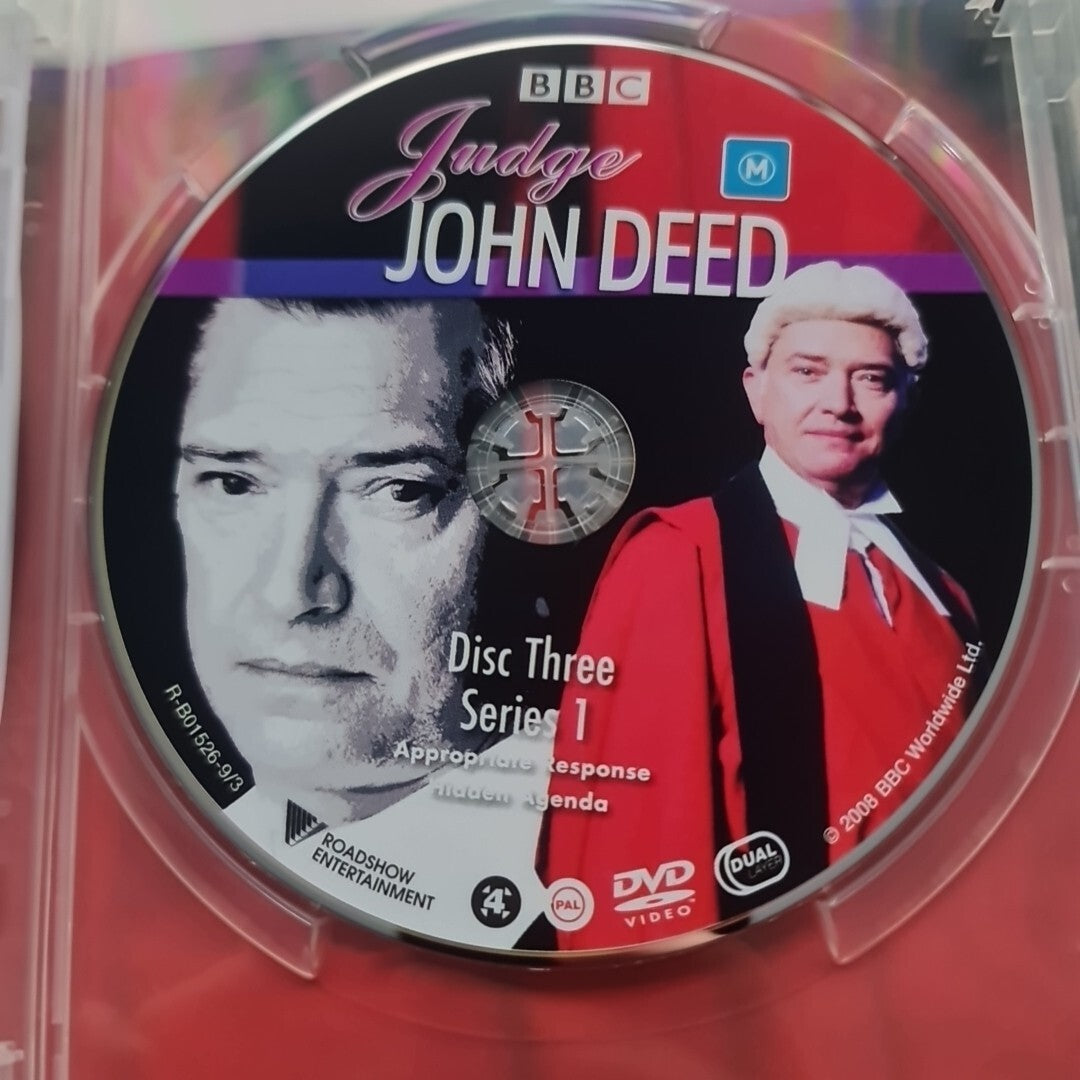 BBC
Judge
JOHN DEED
M
Disc Three
Series 1
Appropriate Response
Hidden Agenda
R-B01526-9/3
© 2008 BBC Worldwide Ltd.
ROADSHOW
ENTERTAINMENT
4
PAL
DVD
VIDEO
DUAL
LAYER